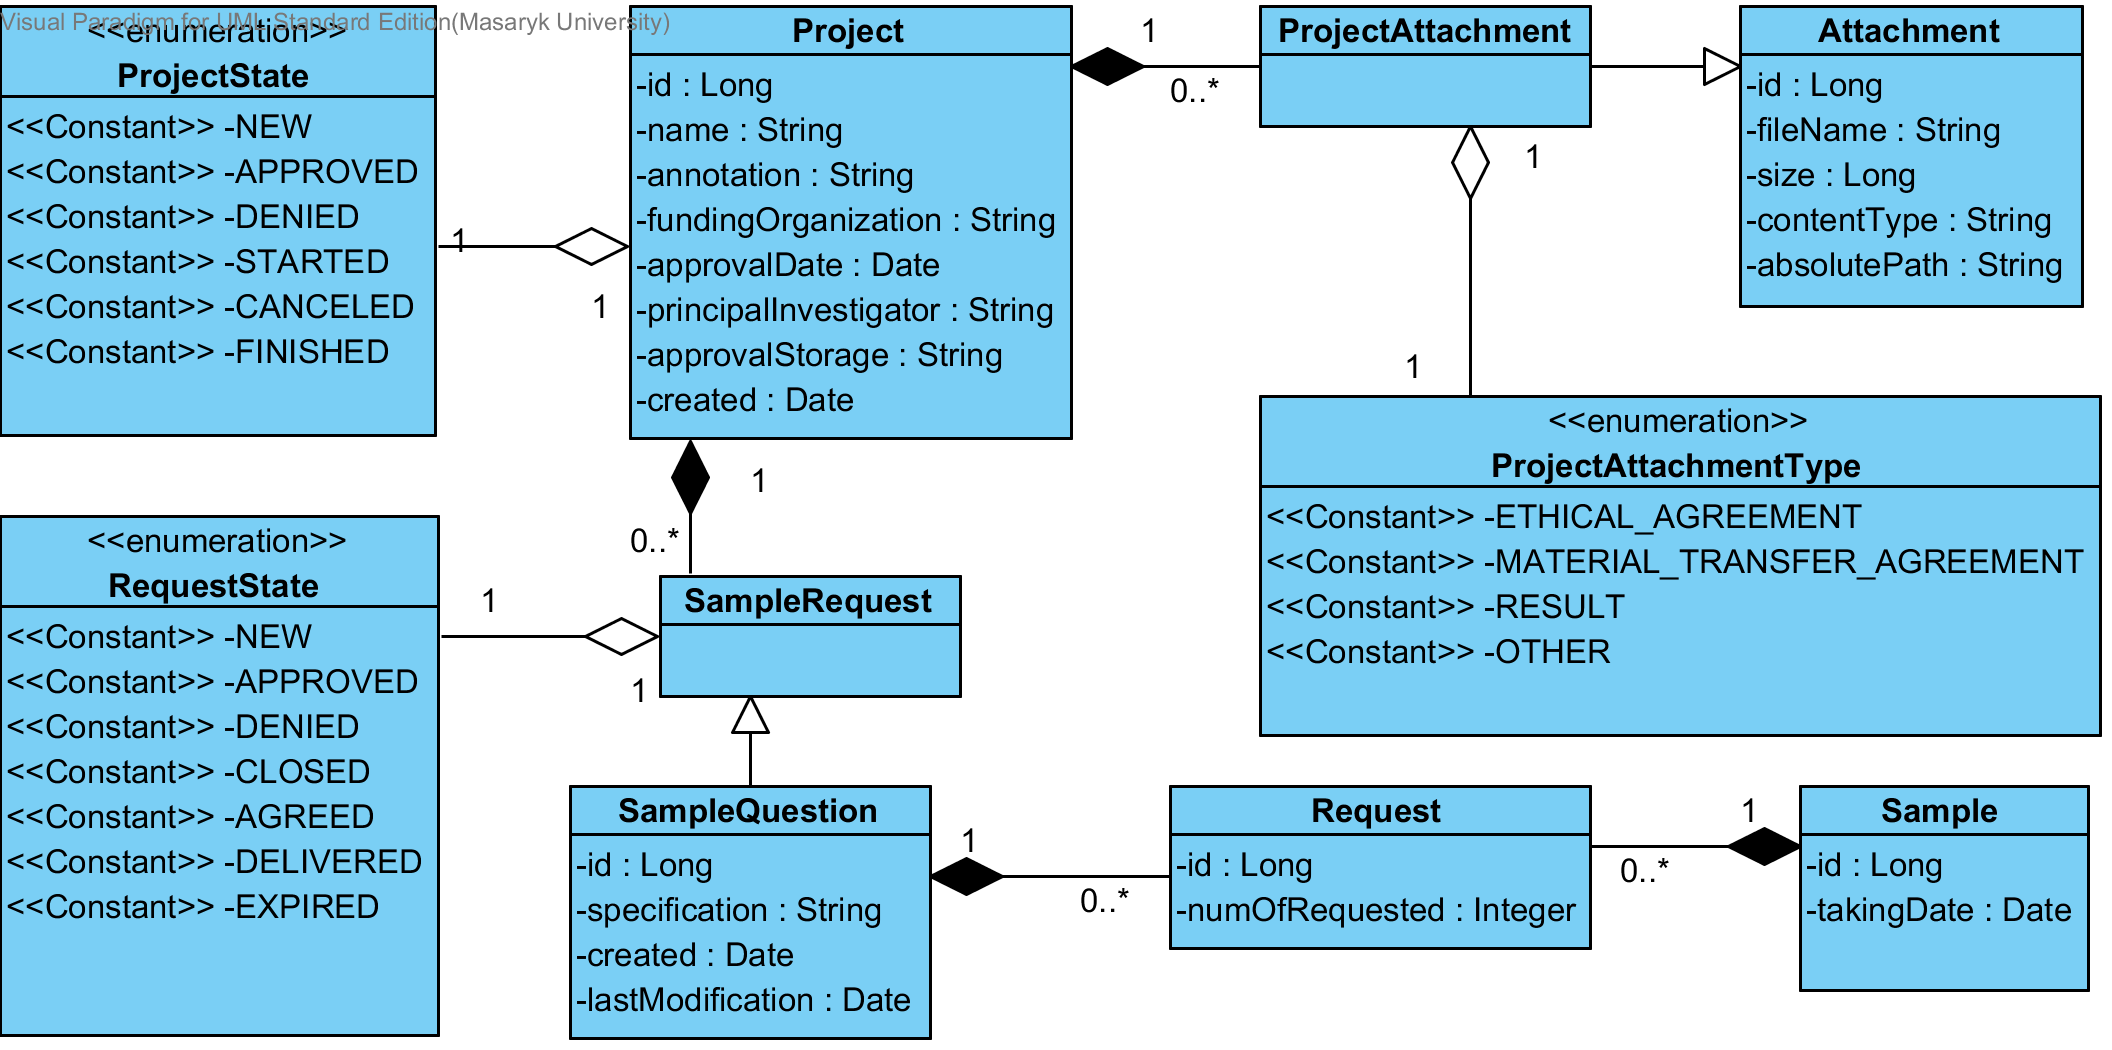 Visual Paradigm for UML Standard Edition(Masaryk University)
<<enumeration>>
ProjectState
<<Constant>> -NEW
<<Constant>> -APPROVED
<<Constant>> -DENIED
<<Constant>> -STARTED
<<Constant>> -CANCELED
<<Constant>> -FINISHED
1
1
Project
-id : Long
-name : String
-annotation : String
-fundingOrganization : String
-approvalDate : Date
-principalInvestigator : String
-approvalStorage : String
-created : Date
1
0..*
ProjectAttachment
Attachment
-id : Long
-fileName : String
-size : Long
-contentType : String
-absolutePath : String
1
1
<<enumeration>>
ProjectAttachmentType
<<Constant>> -ETHICAL_AGREEMENT
<<Constant>> -MATERIAL_TRANSFER_AGREEMENT
<<Constant>> -RESULT
<<Constant>> -OTHER
1
0..*
<<enumeration>>
RequestState
<<Constant>> -NEW
<<Constant>> -APPROVED
<<Constant>> -DENIED
<<Constant>> -CLOSED
<<Constant>> -AGREED
<<Constant>> -DELIVERED
<<Constant>> -EXPIRED
1
1
SampleRequest
SampleQuestion
-id : Long
-specification : String
-created : Date
-lastModification : Date
1
0..*
Request
-id : Long
-numOfRequested : Integer
1
0..*
Sample
-id : Long
-takingDate : Date